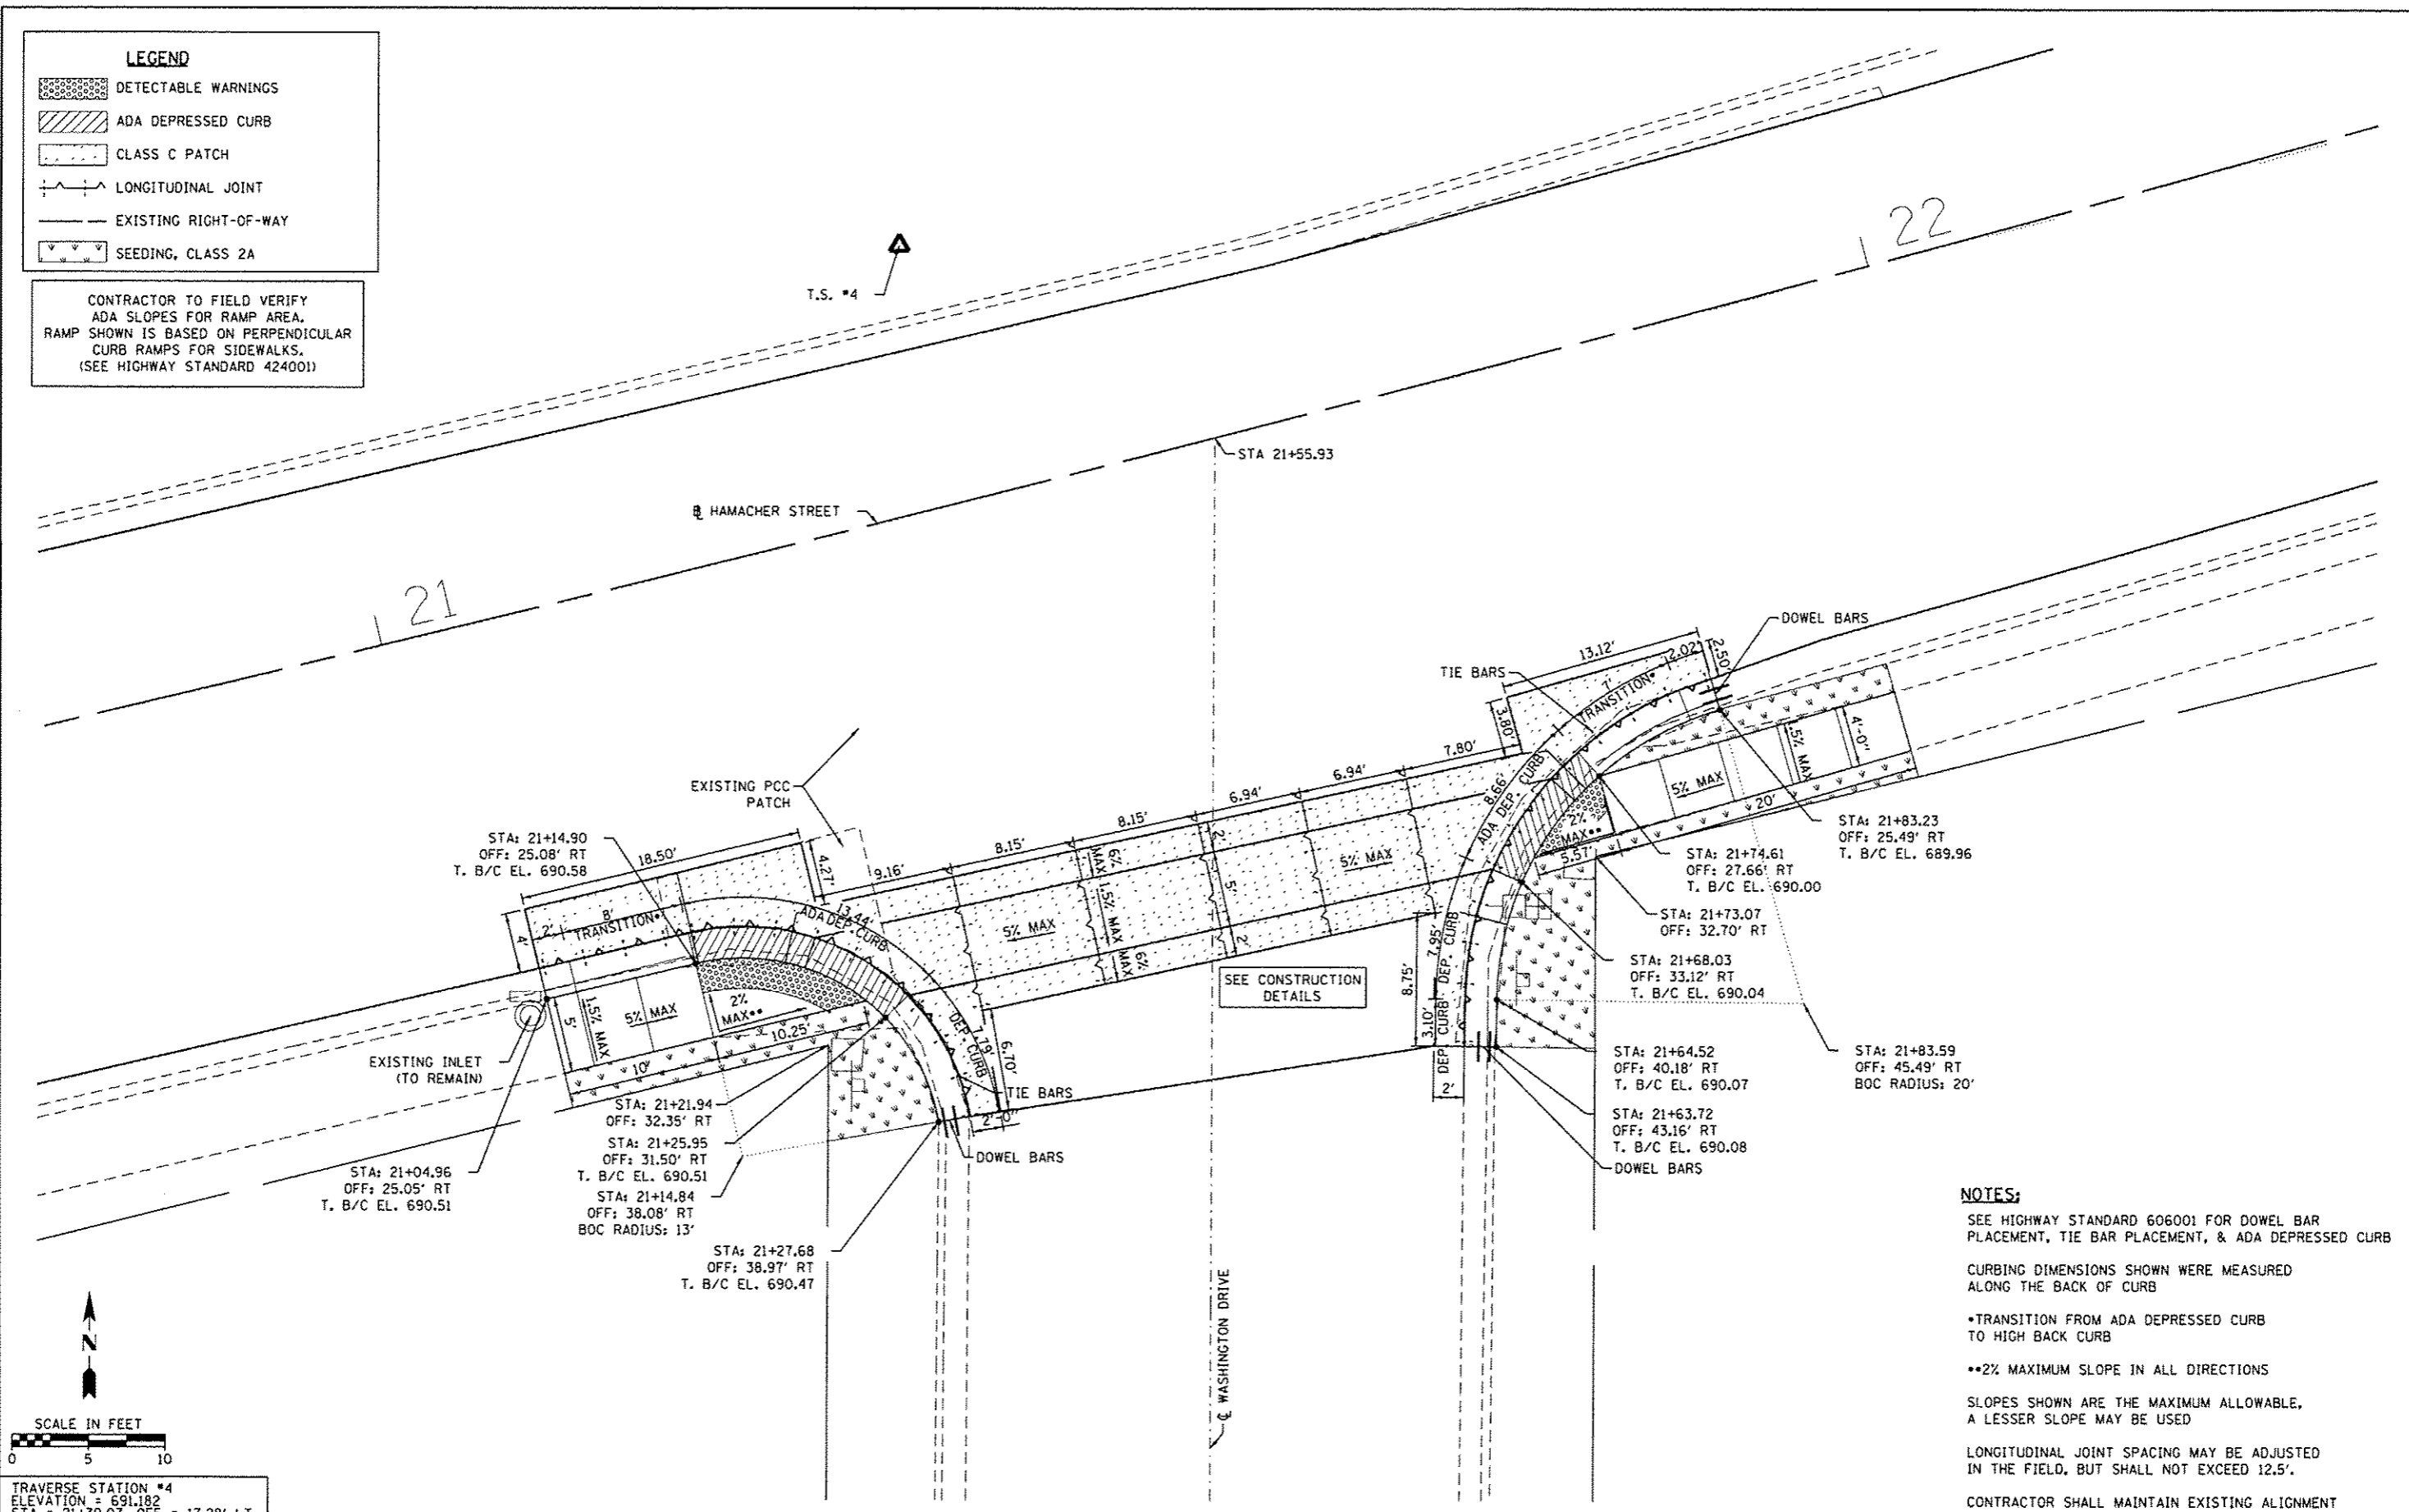 LEGEND
DETECTABLE WARNINGS
ADA DEPRESSED CURB
CLASS C PATCH
LONGITUDINAL JOINT
EXISTING RIGHT-OF-WAY
SEEDING, CLASS 2A
CONTRACTOR TO FIELD VERIFY
ADA SLOPES FOR RAMP AREA.
RAMP SHOWN IS BASED ON PERPENDICULAR
CURB RAMPS FOR SIDEWALKS.
(SEE HIGHWAY STANDARD 424001)
T.S. #4
22
STA 21+55.93
HAMACHER STREET
21
DOWEL BARS
13.12'
2.02'
2.50'
TIE BARS
7'
TRANSITION*
3.80'
7.80'
6.94'
6.94'
8.15'
8.15'
9.16'
8.66'
ADA DEP. CURB
4'-0"
1.5% MAX
5% MAX
20'
2%
MAX**
5.57'
EXISTING PCC
PATCH
STA: 21+14.90
OFF: 25.08' RT
T. B/C EL. 690.58
18.50'
4.27'
2'
8'
TRANSITION*
4'
13.44'
ADA DEP. CURB
6%
MAX
1.5% MAX
6%
MAX
2'
5'
2'
5% MAX
5% MAX
STA: 21+83.23
OFF: 25.49' RT
T. B/C EL. 689.96
STA: 21+74.61
OFF: 27.66' RT
T. B/C EL. 690.00
STA: 21+73.07
OFF: 32.70' RT
STA: 21+68.03
OFF: 33.12' RT
T. B/C EL. 690.04
SEE CONSTRUCTION
DETAILS
7.95'
DEP. CURB
8.75'
3.10'
DEP. CURB
2'
5'
1.5% MAX
5% MAX
2%
MAX**
10.25'
10'
EXISTING INLET
(TO REMAIN)
DEP. CURB
7.79'
6.70'
TIE BARS
2'-0"
DOWEL BARS
STA: 21+21.94
OFF: 32.35' RT
STA: 21+25.95
OFF: 31.50' RT
T. B/C EL. 690.51
STA: 21+14.84
OFF: 38.08' RT
BOC RADIUS: 13'
STA: 21+27.68
OFF: 38.97' RT
T. B/C EL. 690.47
STA: 21+04.96
OFF: 25.05' RT
T. B/C EL. 690.51
STA: 21+64.52
OFF: 40.18' RT
T. B/C EL. 690.07
STA: 21+83.59
OFF: 45.49' RT
BOC RADIUS: 20'
STA: 21+63.72
OFF: 43.16' RT
T. B/C EL. 690.08
DOWEL BARS
WASHINGTON DRIVE
N
SCALE IN FEET
0 5 10
TRAVERSE STATION #4
ELEVATION = 691.182
NOTES:
SEE HIGHWAY STANDARD 606001 FOR DOWEL BAR
PLACEMENT, TIE BAR PLACEMENT, & ADA DEPRESSED CURB
CURBING DIMENSIONS SHOWN WERE MEASURED
ALONG THE BACK OF CURB
*TRANSITION FROM ADA DEPRESSED CURB
TO HIGH BACK CURB
**2% MAXIMUM SLOPE IN ALL DIRECTIONS
SLOPES SHOWN ARE THE MAXIMUM ALLOWABLE,
A LESSER SLOPE MAY BE USED
LONGITUDINAL JOINT SPACING MAY BE ADJUSTED
IN THE FIELD, BUT SHALL NOT EXCEED 12.5'.
CONTRACTOR SHALL MAINTAIN EXISTING ALIGNMENT